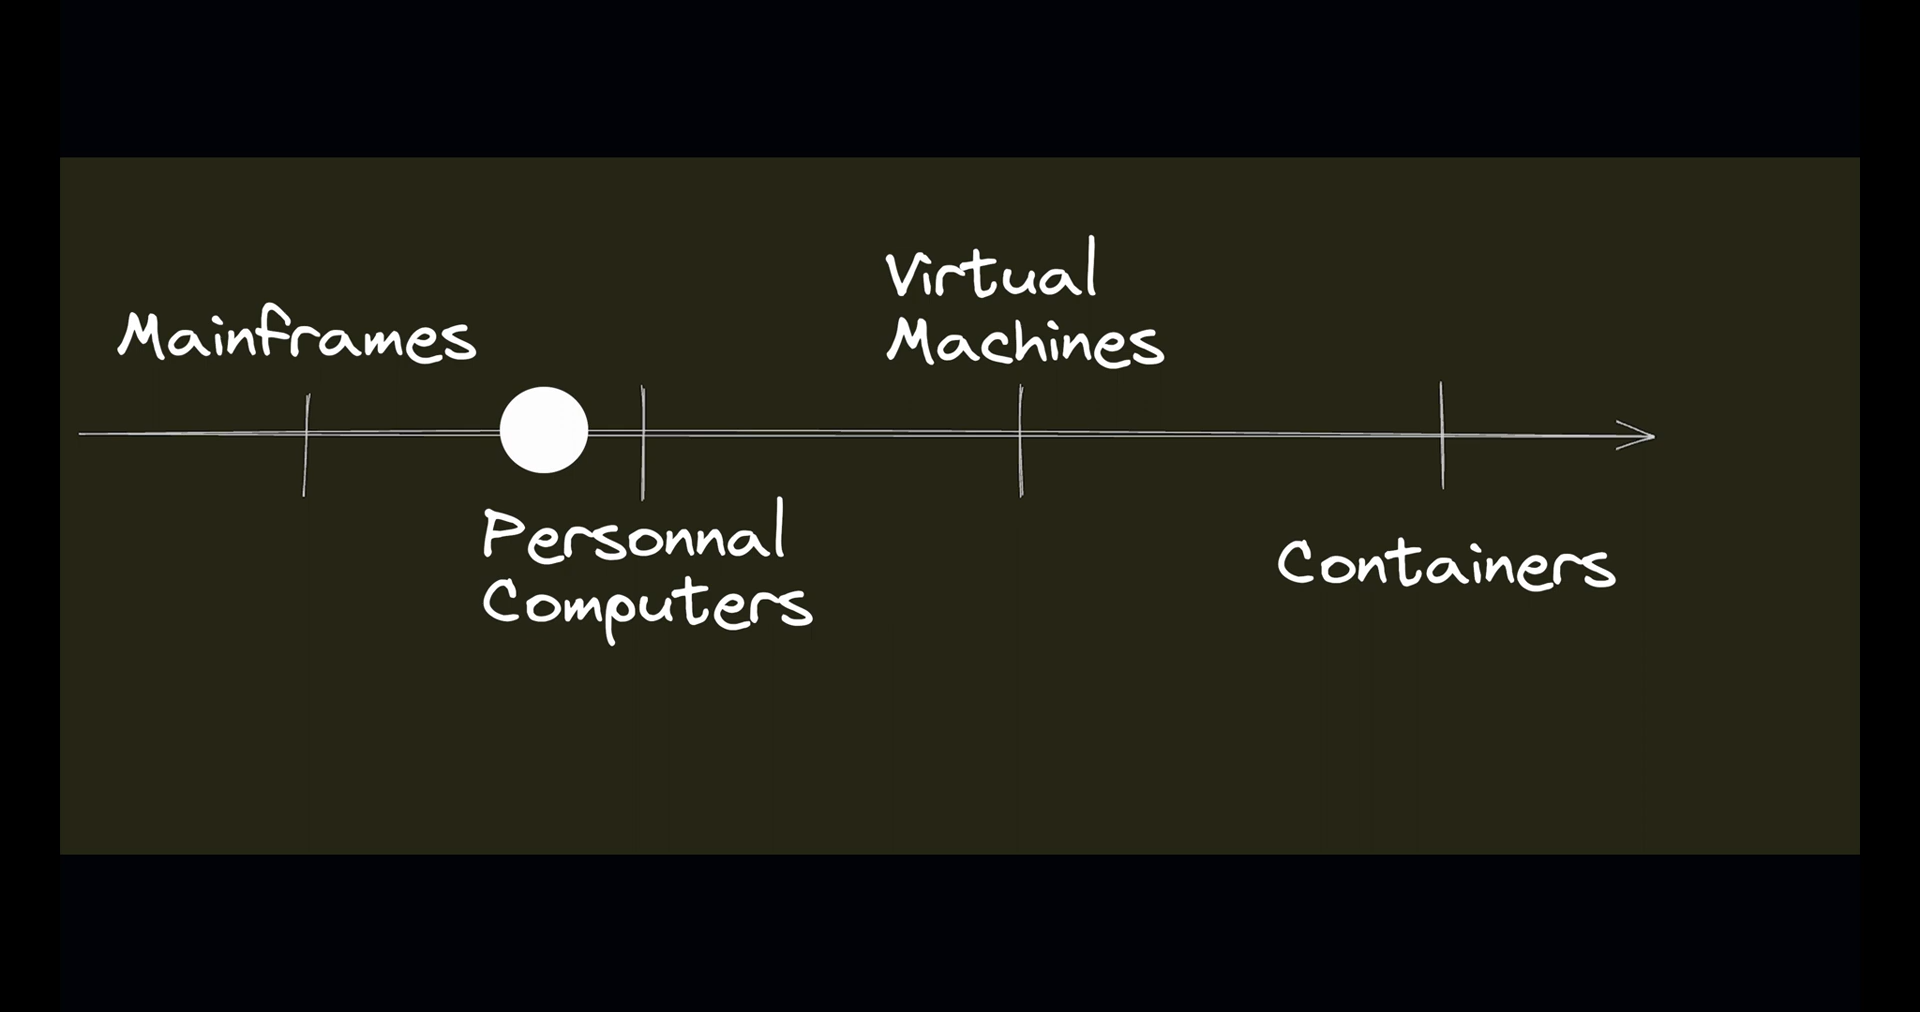 Mainframes
Personnal
Computers
Virtual
Machines
Containers